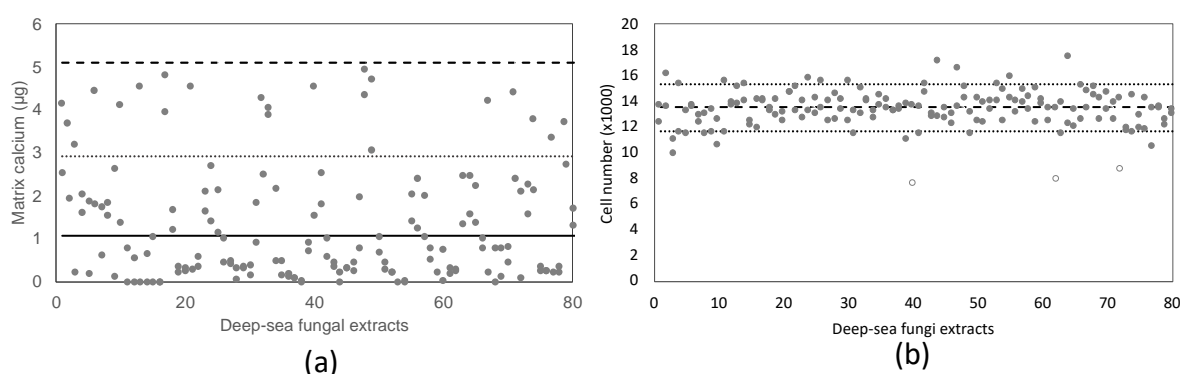 6
5
4
3
2
1
0
Matrix calcium (µg)
0 20 40 60 80
Deep-sea fungal extracts
(a)
20
18
16
14
12
10
8
6
4
2
0
Cell number (x1000)
0 10 20 30 40 50 60 70 80
Deep-sea fungi extracts
(b)